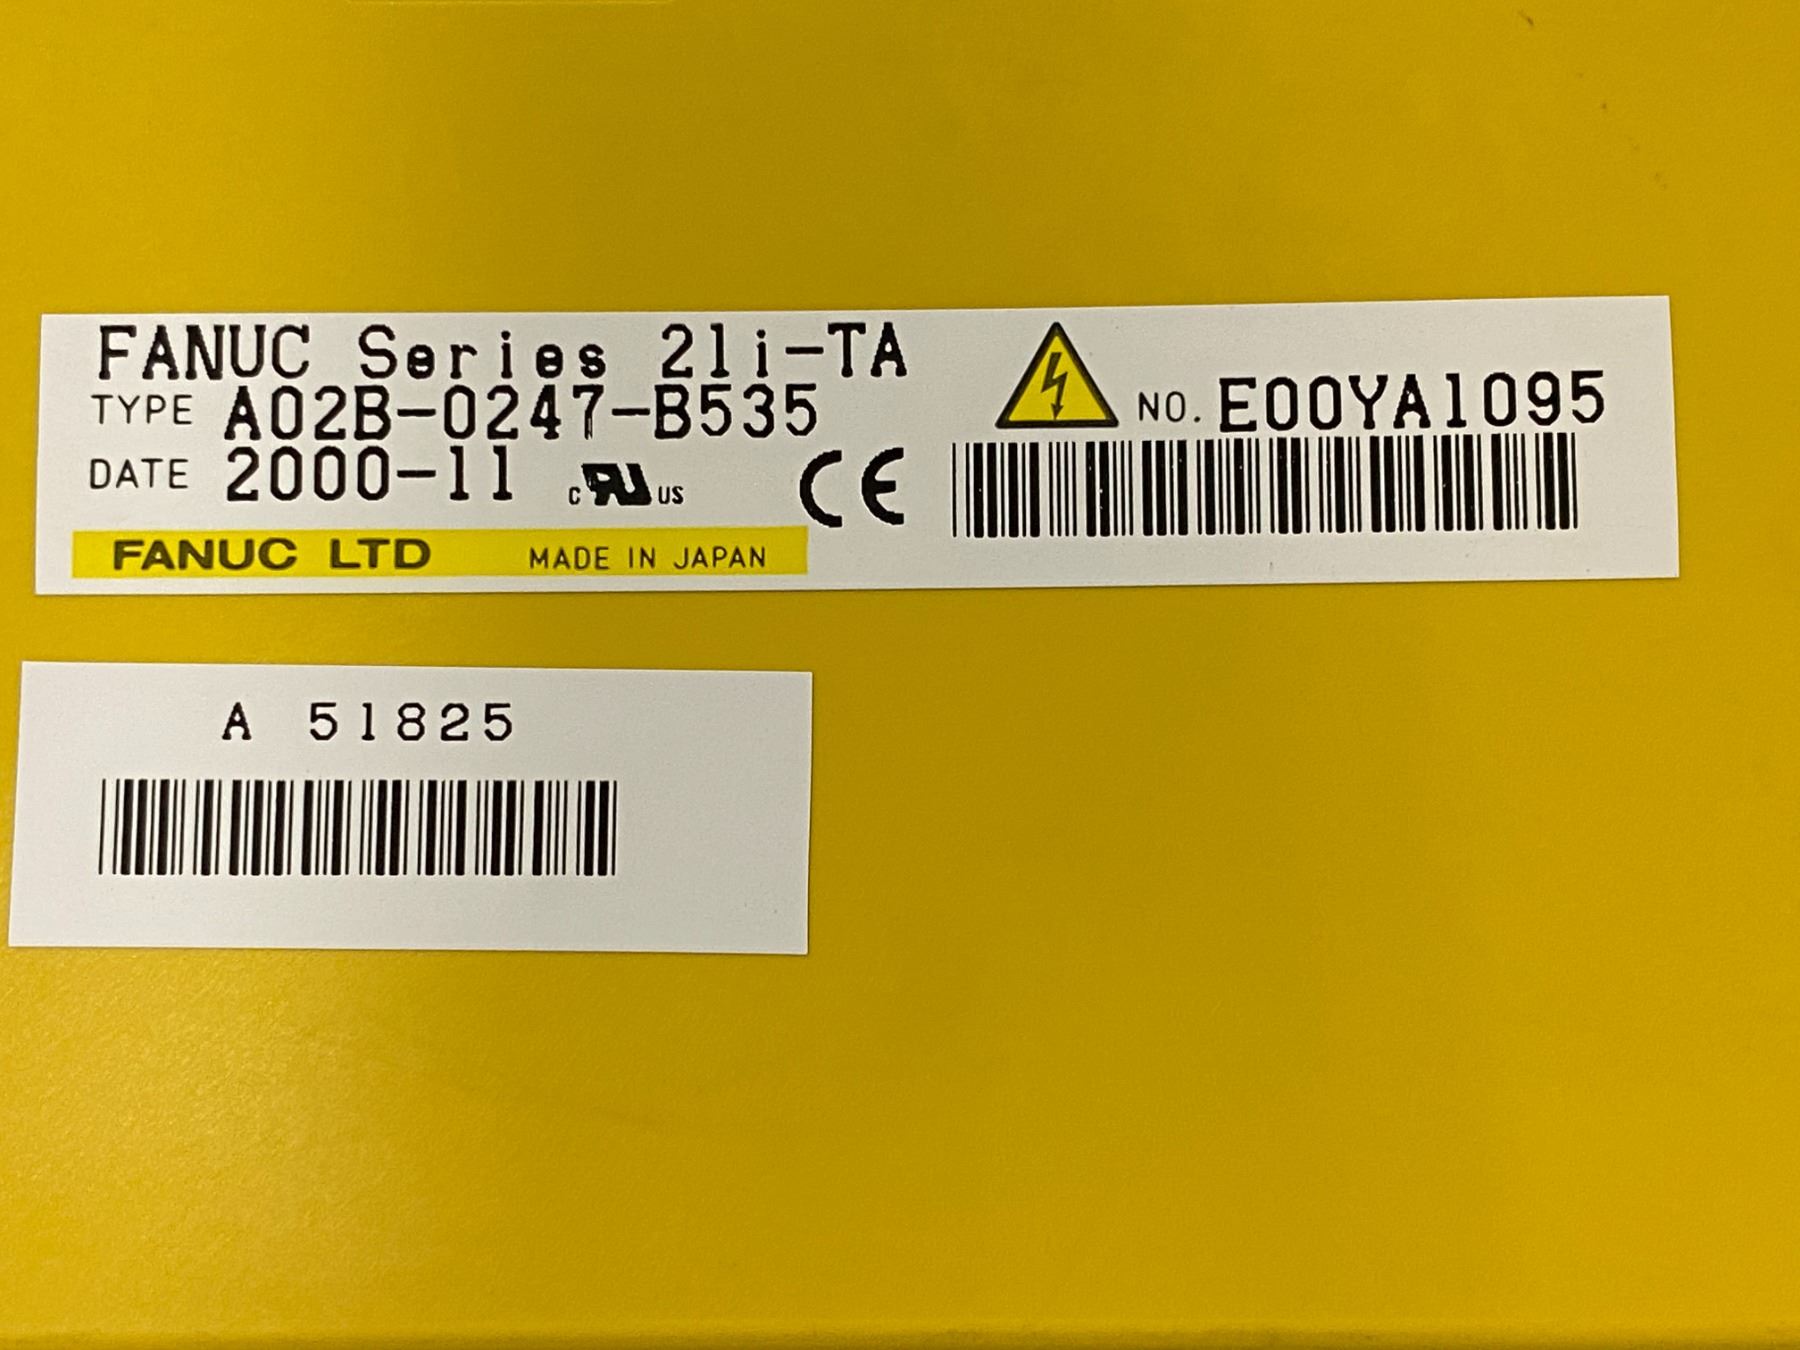 FANUC Series 21i-TA
TYPE A02B-0247-B535
NO. E00YA1095
DATE 2000-11 c RU US CE
FANUC LTD MADE IN JAPAN
A 51825